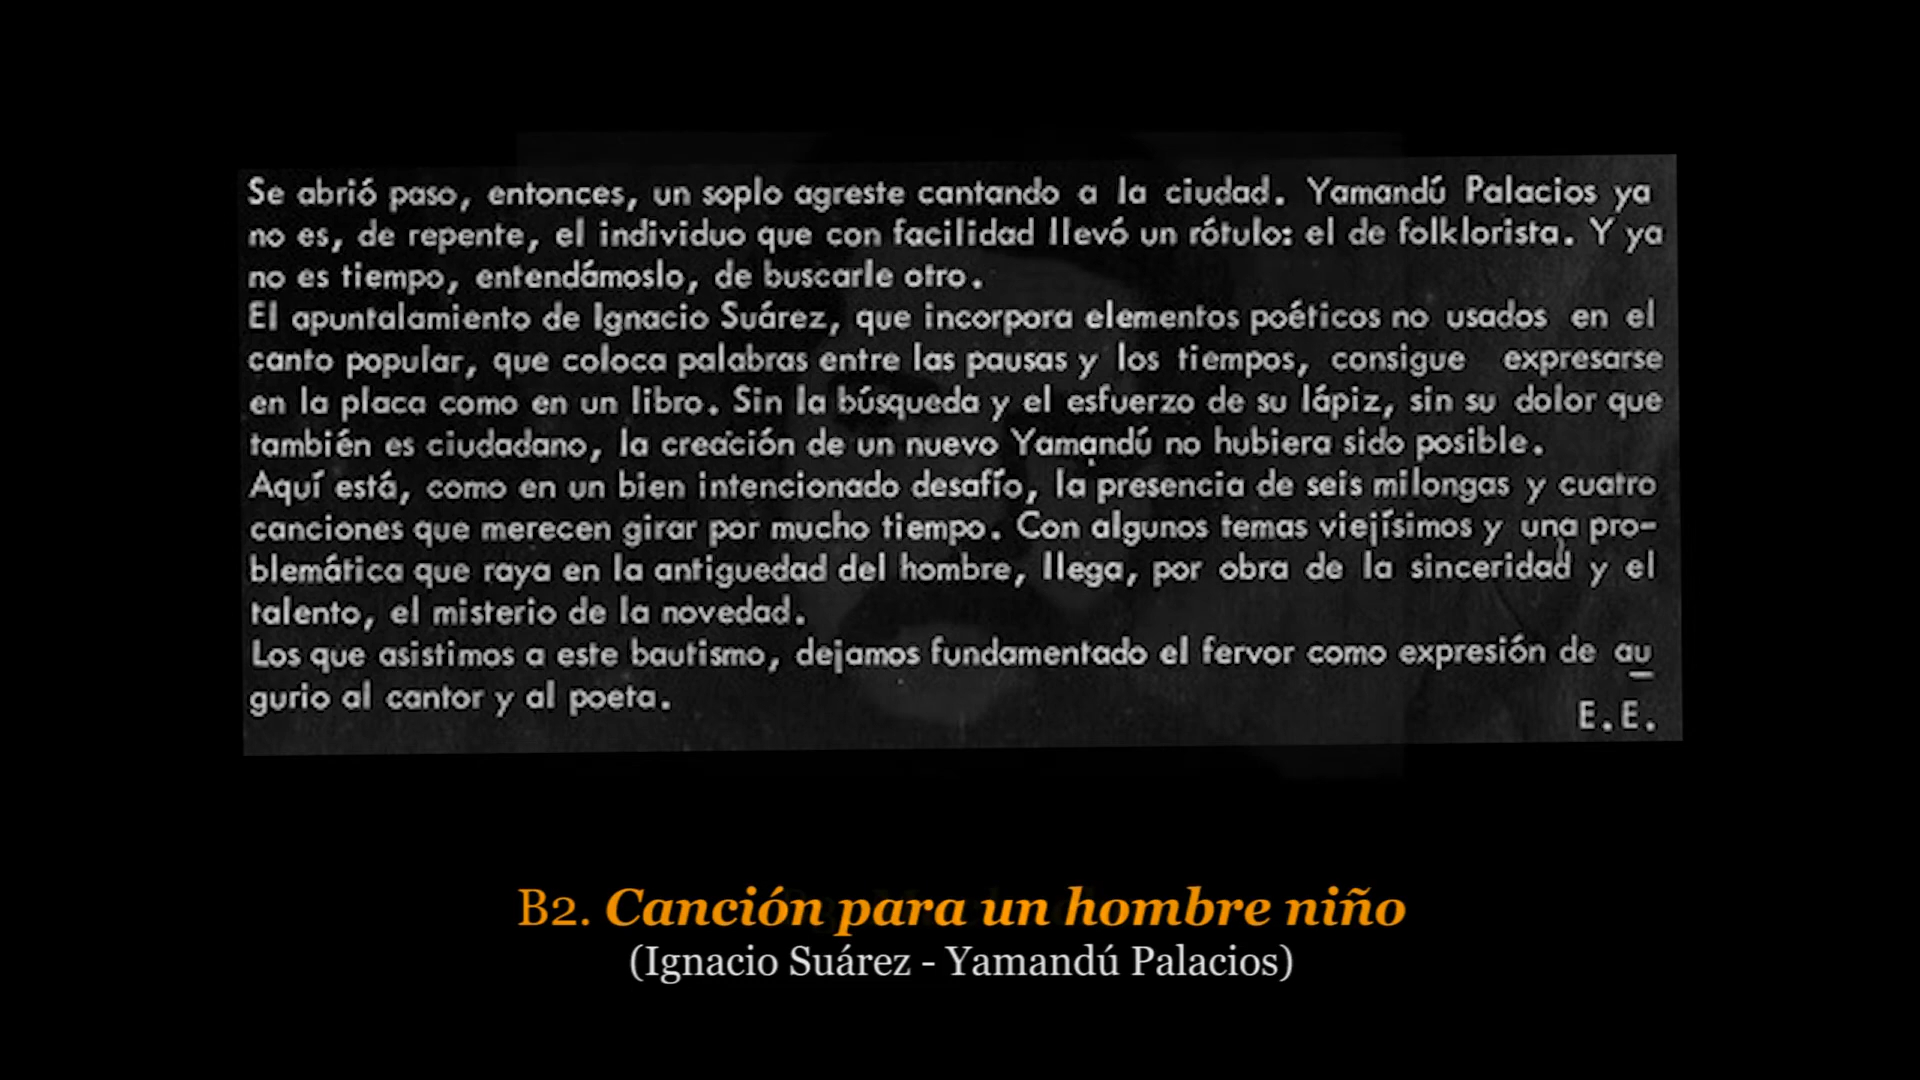 Se abrió paso, entonces, un soplo agreste cantando a la ciudad. Yamandú Palacios ya
no es, de repente, el individuo que con facilidad llevó un rótulo: el de folklorista. Y ya
no es tiempo, entendámoslo, de buscarle otro.
El apuntalamiento de Ignacio Suárez, que incorpora elementos poéticos no usados en el
canto popular, que coloca palabras entre las pausas y los tiempos, consigue expresarse
en la placa como en un libro. Sin la búsqueda y el esfuerzo de su lápiz, sin su dolor que
también es ciudadano, la creación de un nuevo Yamandú no hubiera sido posible.
Aquí está, como en un bien intencionado desafío, la presencia de seis milongas y cuatro
canciones que merecen girar por mucho tiempo. Con algunos temas viejísimos y una pro-
blemática que raya en la antiguedad del hombre, llega, por obra de la sinceridad y el
talento, el misterio de la novedad.
Los que asistimos a este bautismo, dejamos fundamentado el fervor como expresión de au
gurio al cantor y al poeta.
E.E.
B2. Canción para un hombre niño
(Ignacio Suárez - Yamandú Palacios)